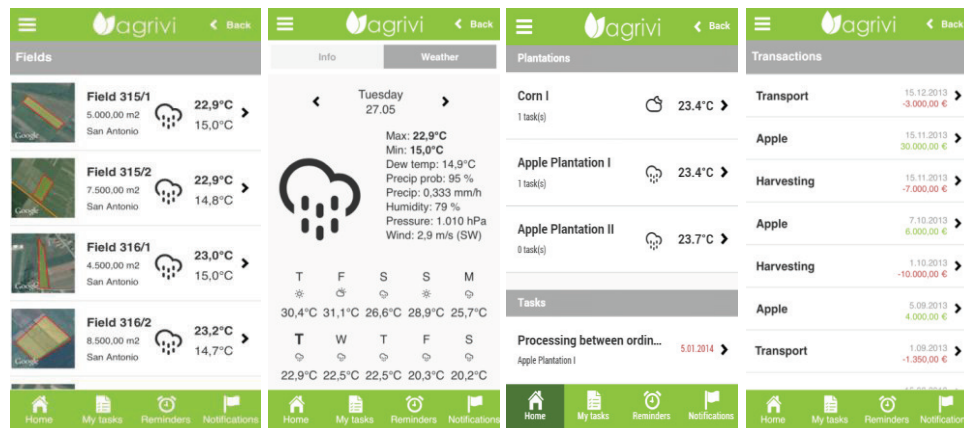 agrivi
Back
Fields
Field 315/1
5.000,00 m2
San Antonio
22,9°C
15,0°C
Google
Field 315/2
7.500,00 m2
San Antonio
22,9°C
14,8°C
Google
Field 316/1
4.500,00 m2
San Antonio
23,0°C
15,0°C
Google
Field 316/2
8.500,00 m2
San Antonio
23,2°C
14,7°C
Google
Home My tasks Reminders Notifications
agrivi
Back
Info Weather
Tuesday
27.05
Max: 22,9°C
Min: 15,0°C
Dew temp: 14,9°C
Precip prob: 95 %
Precip: 0,333 mm/h
Humidity: 79 %
Pressure: 1.010 hPa
Wind: 2,9 m/s (SW)
T F S S M
30,4°C 31,1°C 26,6°C 28,9°C 25,7°C
T W T F S
22,9°C 22,5°C 22,5°C 20,3°C 20,2°C
Home My tasks Reminders Notifications
agrivi
Back
Plantations
Corn I
1 task(s)
23.4°C
Apple Plantation I
1 task(s)
23.4°C
Apple Plantation II
0 task(s)
23.7°C
Tasks
Processing between ordin...
Apple Plantation I
5.01.2014
Home My tasks Reminders Notifications
agrivi
Back
Transactions
Transport
15.12.2013
-3.000,00 €
Apple
15.11.2013
30.000,00 €
Harvesting
15.11.2013
-7.000,00 €
Apple
7.10.2013
6.000,00 €
Harvesting
1.10.2013
-10.000,00 €
Apple
5.09.2013
4.000,00 €
Transport
1.09.2013
-1.350,00 €
Home My tasks Reminders Notification